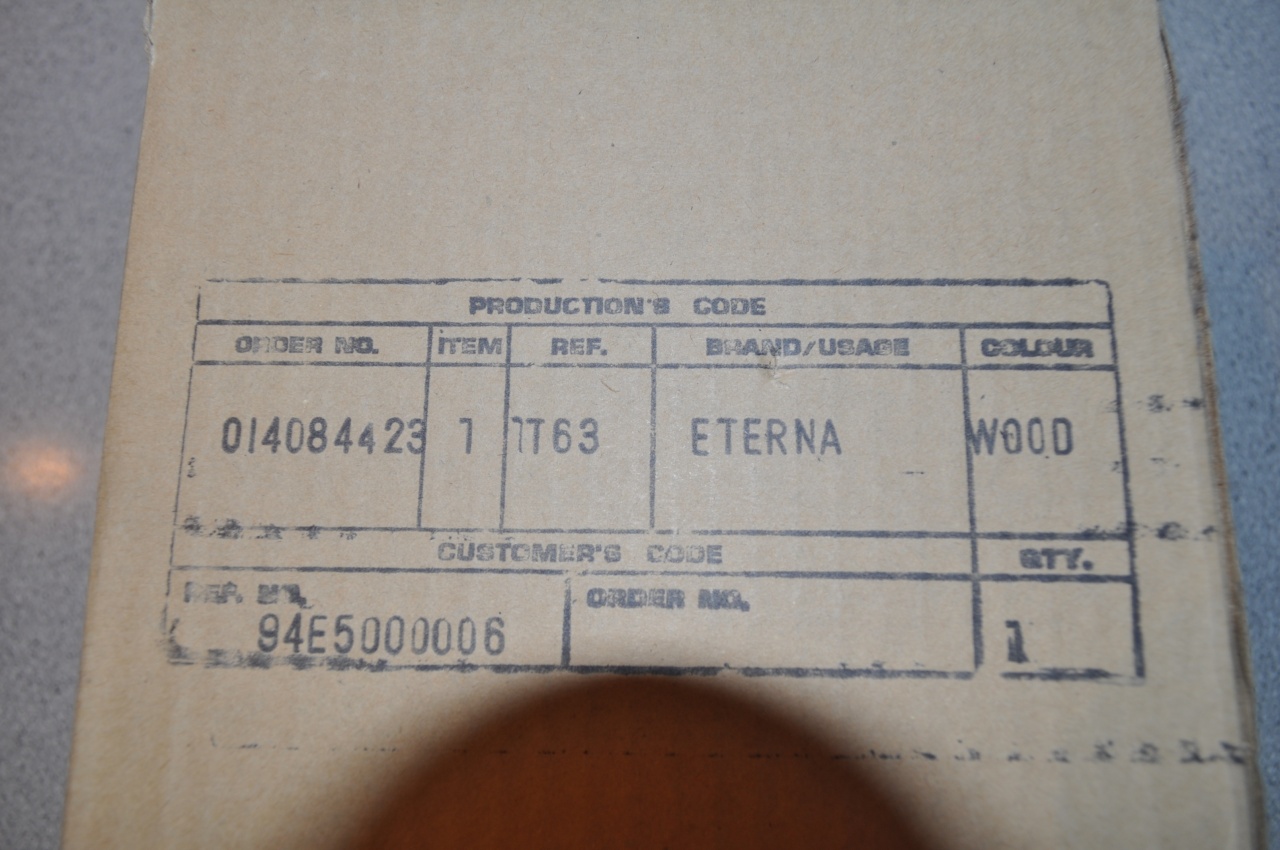 PRODUCTION'S CODE
ORDER NO. ITEM REF. BRAND/USAGE COLOUR
014084423 1 1T63 ETERNA WOOD
CUSTOMER'S CODE QTY.
REF. NO. ORDER NO.
94E5000006 1